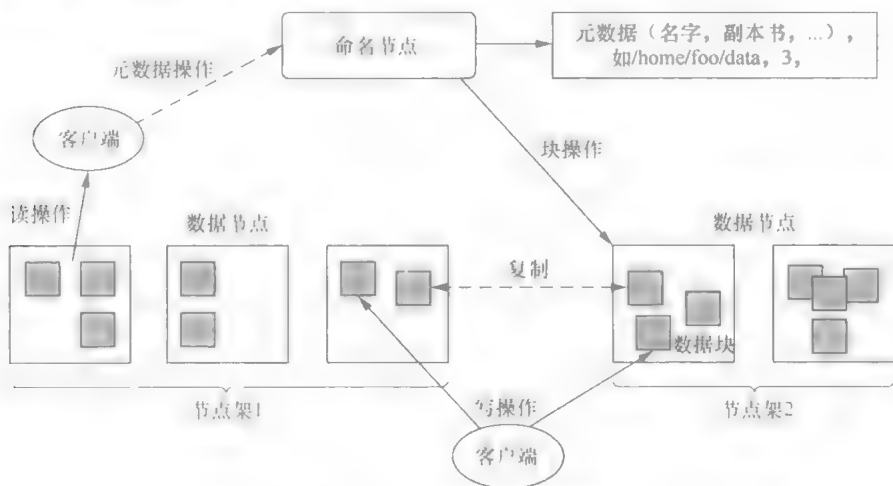 命名节点
元数据（名字，副本书，...），
如/home/foo/data，3，
元数据操作
客户端
块操作
读操作
数据节点
数据节点
复制
数据块
节点架1
写操作
节点架2
客户端